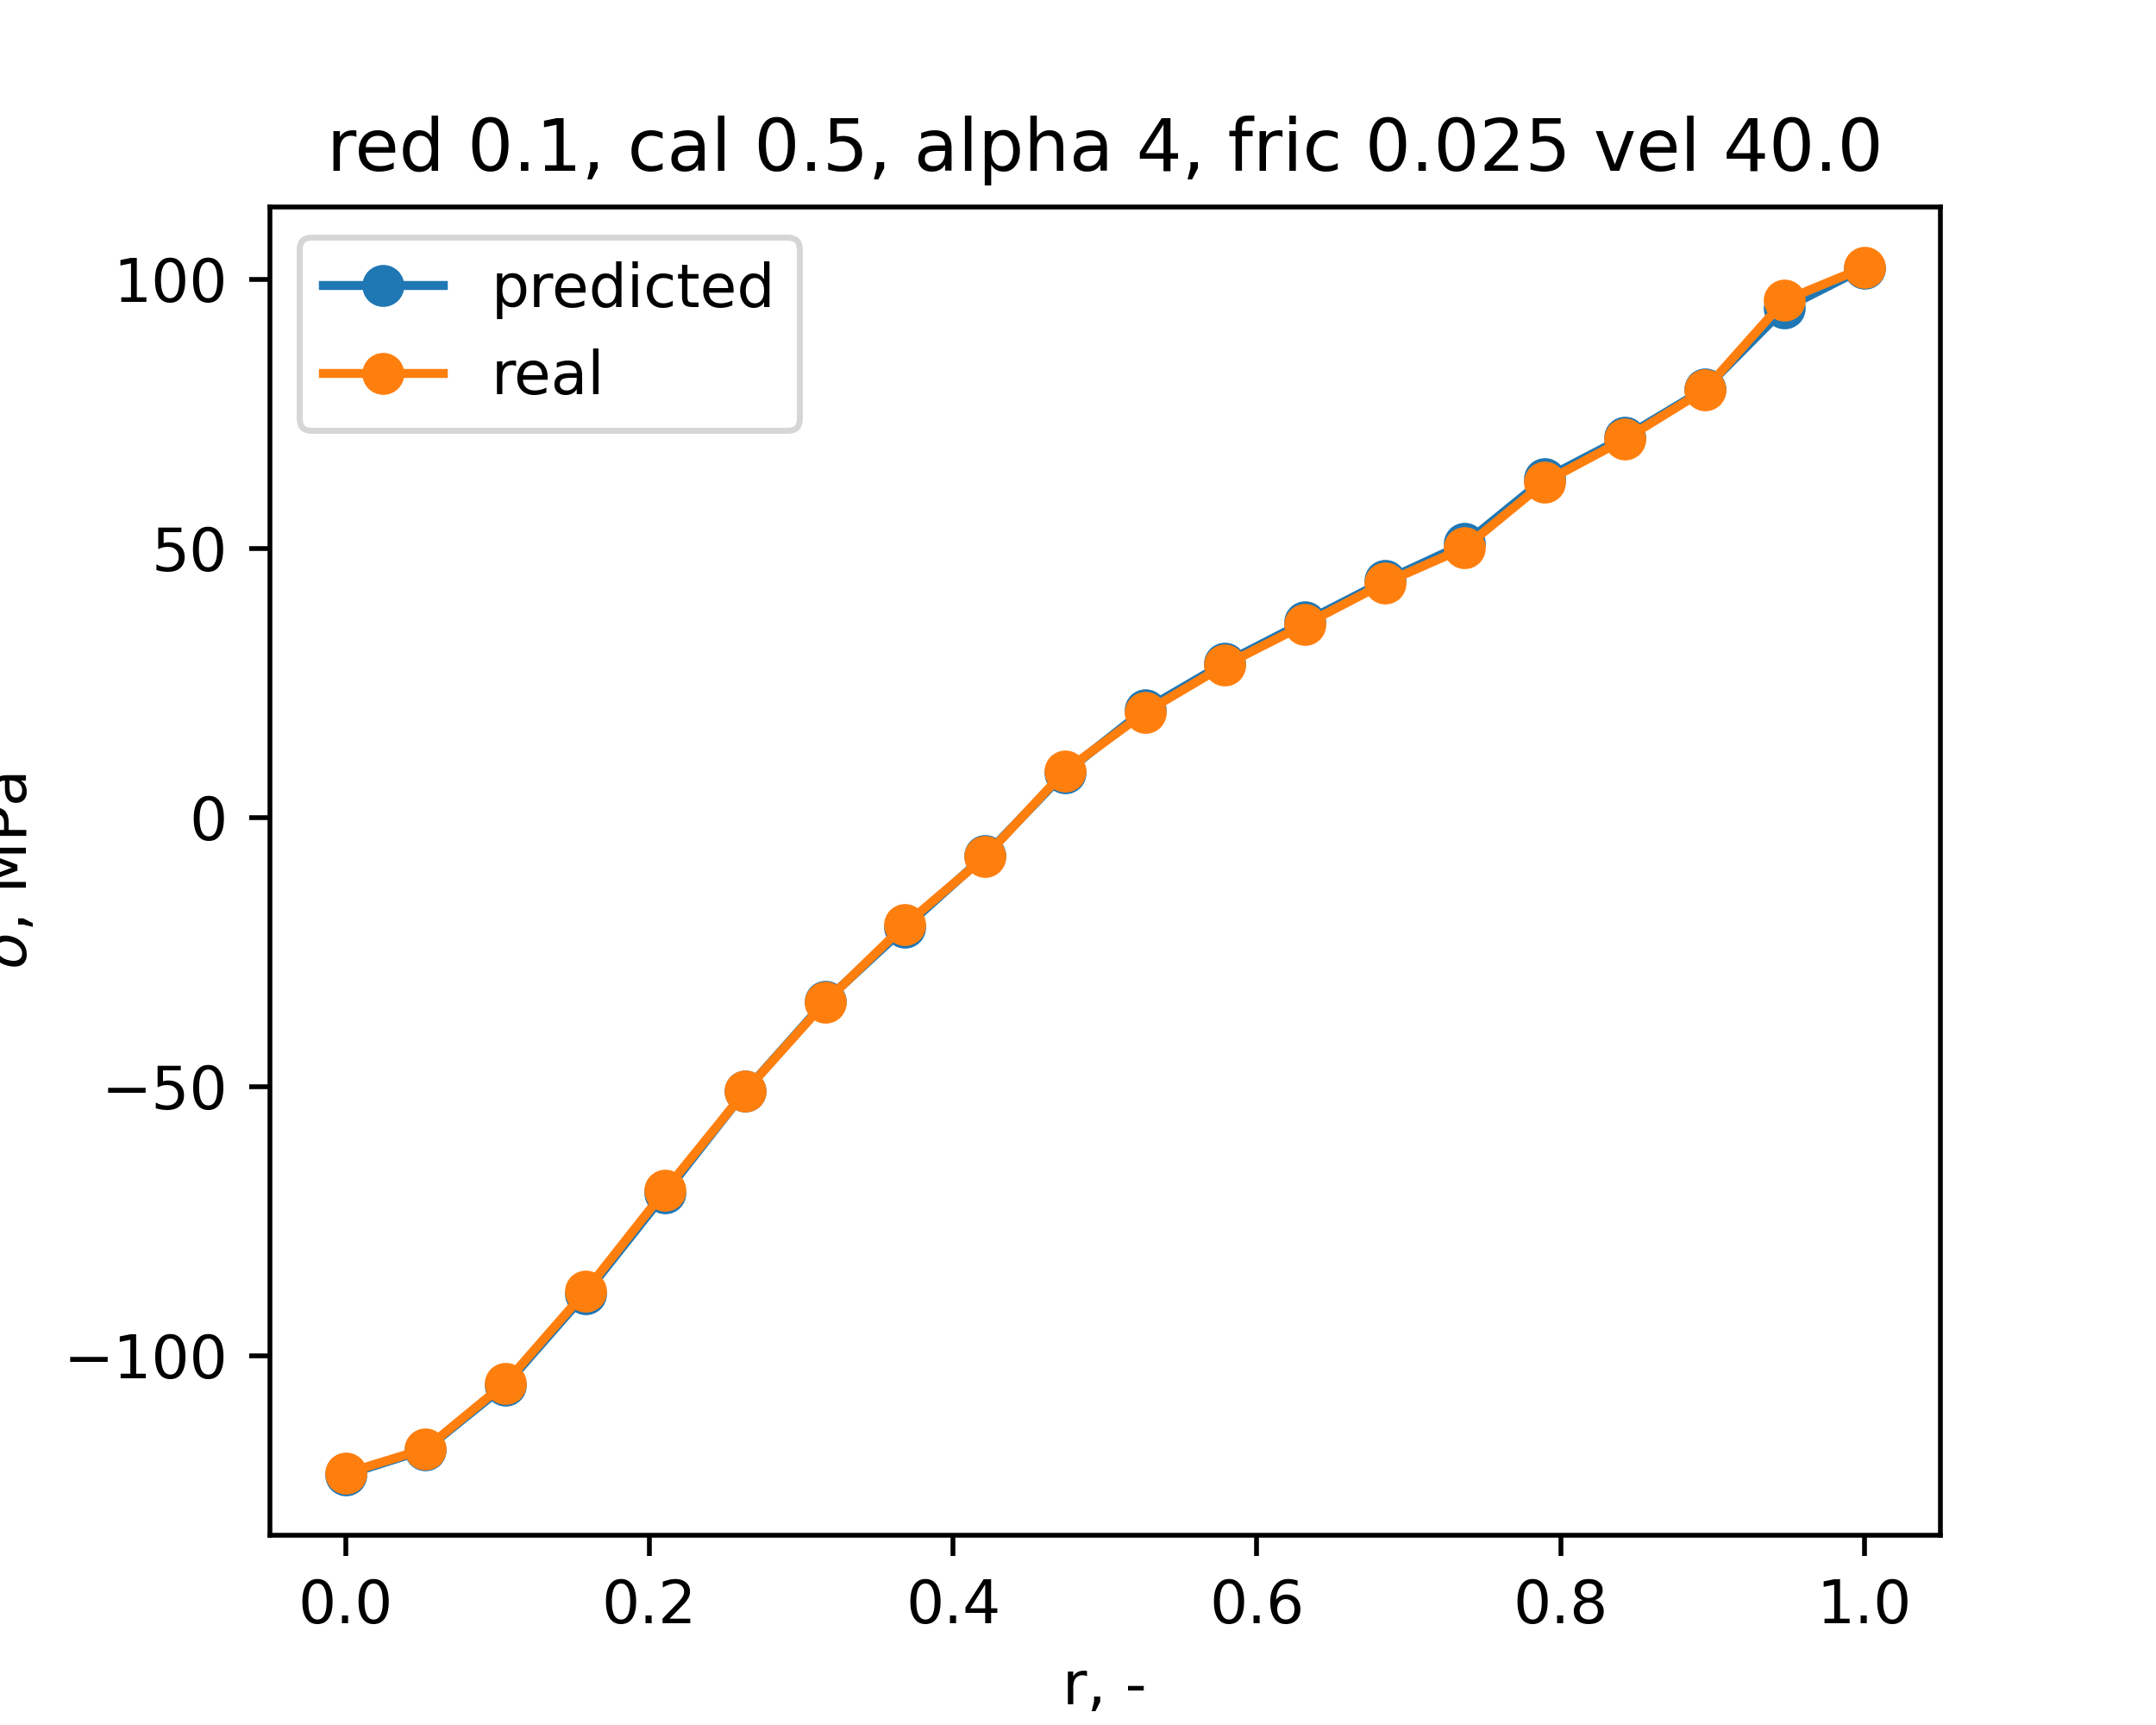 red 0.1, cal 0.5, alpha 4, fric 0.025 vel 40.0
predicted
real
100
50
0
−50
−100
σ, MPa
0.0 0.2 0.4 0.6 0.8 1.0
r, -